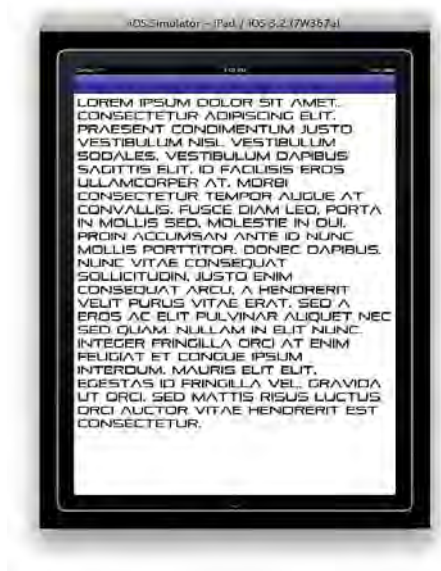 iOS Simulator - iPad / iOS 3.2 (7W367a)
LOREM IPSUM DOLOR SIT AMET,
CONSECTETUR ADIPISCING ELIT.
PRAESENT CONDIMENTUM JUSTO
VESTIBULUM NISL VESTIBULUM
SODALES. VESTIBULUM DAPIBUS
SAGITTIS ELIT, ID FACILISIS EROS
ULLAMCORPER AT. MORBI
CONSECTETUR TEMPOR AUGUE AT
CONVALLIS. FUSCE DIAM LEO, PORTA
IN MOLLIS SED, MOLESTIE IN DUI.
PROIN ACCUMSAN ANTE ID NUNC
MOLLIS PORTTITOR. DONEC DAPIBUS,
NUNC VITAE CONSEQUAT
SOLLICITUDIN, JUSTO ENIM
CONSEQUAT ARCU, A HENDRERIT
VELIT PURUS VITAE ERAT. SED A
EROS AC ELIT PULVINAR ALIQUET NEC
SED QUAM. NULLAM IN ELIT NUNC.
INTEGER FRINGILLA ORCI AT ENIM
FEUGIAT ET CONGUE IPSUM
INTERDUM. MAURIS ELIT ELIT,
EGESTAS ID FRINGILLA VEL, GRAVIDA
UT ORCI. SED MATTIS RISUS LUCTUS
ORCI AUCTOR VITAE HENDRERIT EST
CONSECTETUR.